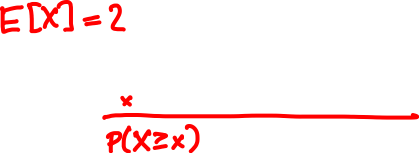 E[X] = 2
x
P(X≥x)